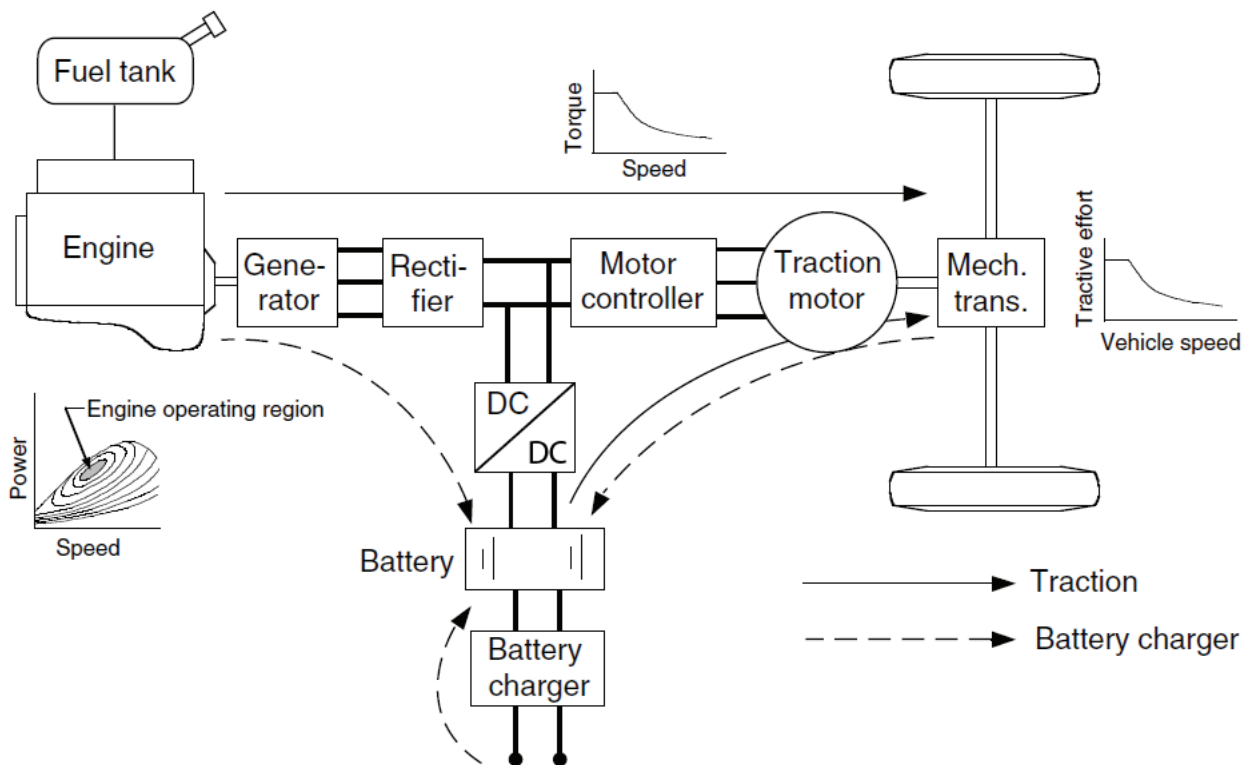 Fuel tank
Torque
Speed
Engine
Gene-
rator
Recti-
fier
Motor
controller
Traction
motor
Mech.
trans.
Tractive effort
Vehicle speed
Engine operating region
Power
Speed
DC
DC
Battery
Traction
Battery charger
Battery
charger